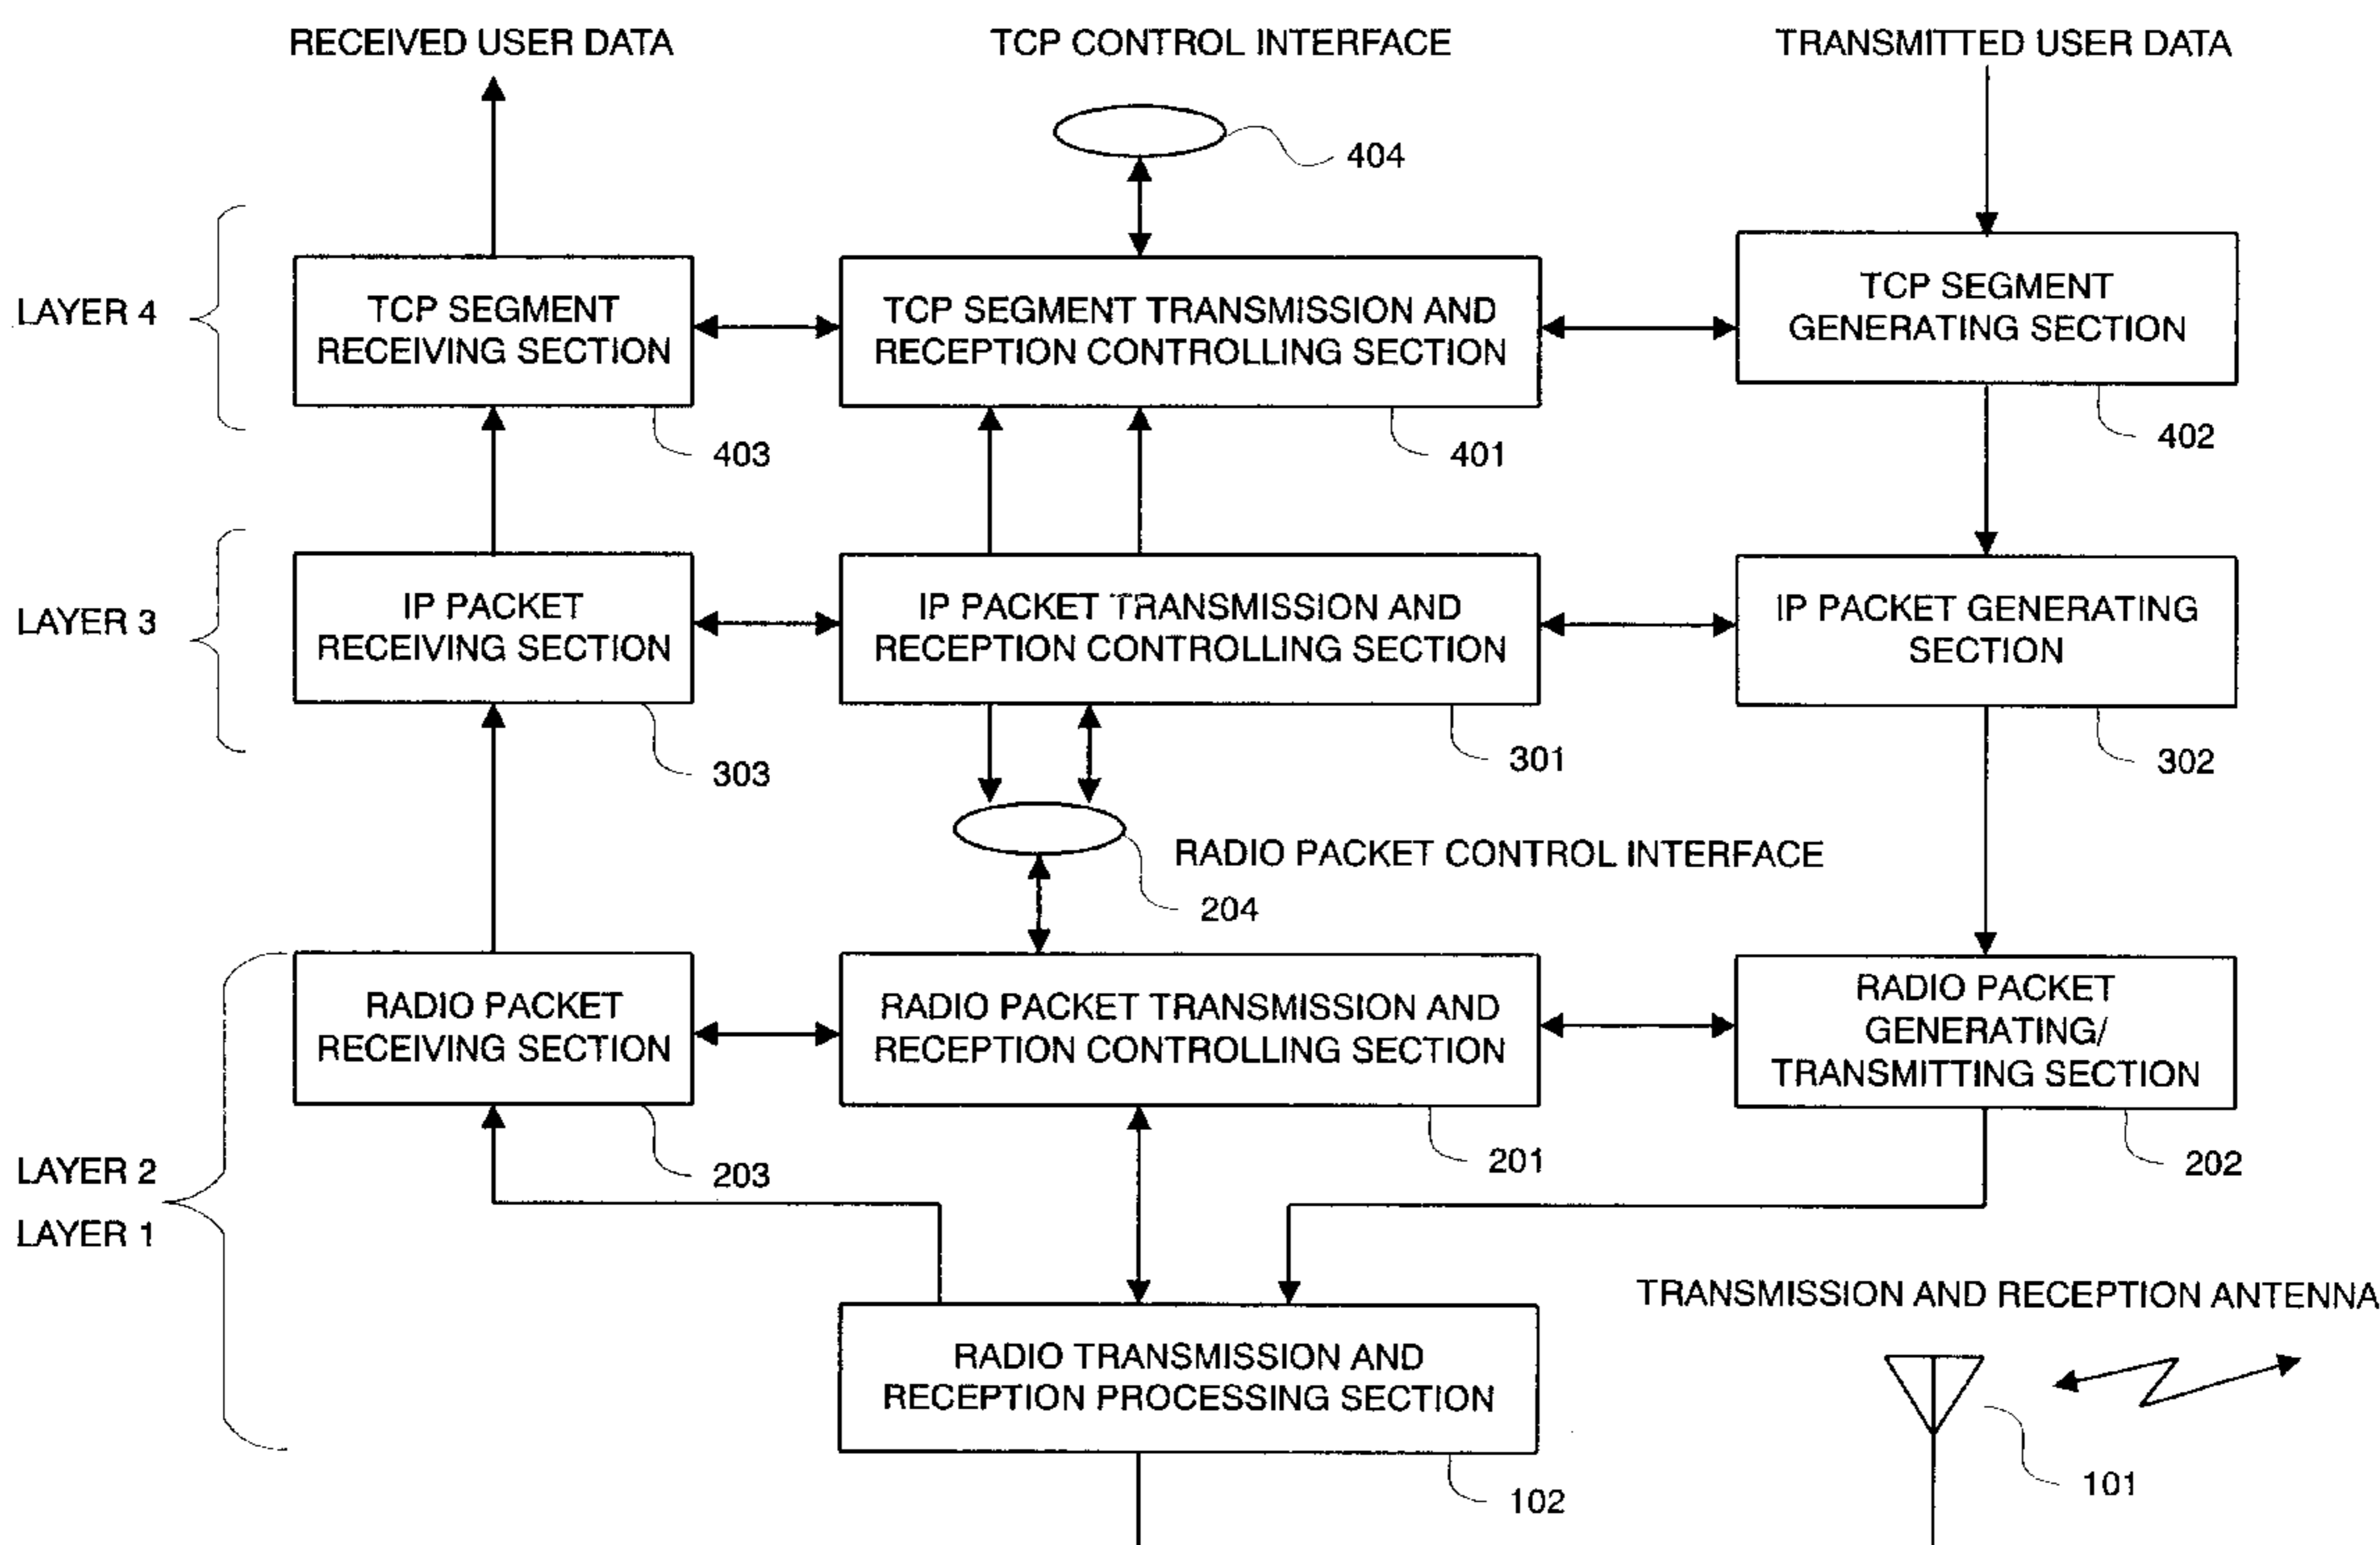 RECEIVED USER DATA
TCP CONTROL INTERFACE
TRANSMITTED USER DATA
404
LAYER 4
TCP SEGMENT
RECEIVING SECTION
TCP SEGMENT TRANSMISSION AND
RECEPTION CONTROLLING SECTION
TCP SEGMENT
GENERATING SECTION
403
401
402
LAYER 3
IP PACKET
RECEIVING SECTION
IP PACKET TRANSMISSION AND
RECEPTION CONTROLLING SECTION
IP PACKET GENERATING
SECTION
303
301
302
RADIO PACKET CONTROL INTERFACE
204
RADIO PACKET
RECEIVING SECTION
RADIO PACKET TRANSMISSION AND
RECEPTION CONTROLLING SECTION
RADIO PACKET
GENERATING/
TRANSMITTING SECTION
203
201
202
LAYER 2
LAYER 1
TRANSMISSION AND RECEPTION ANTENNA
RADIO TRANSMISSION AND
RECEPTION PROCESSING SECTION
102
101